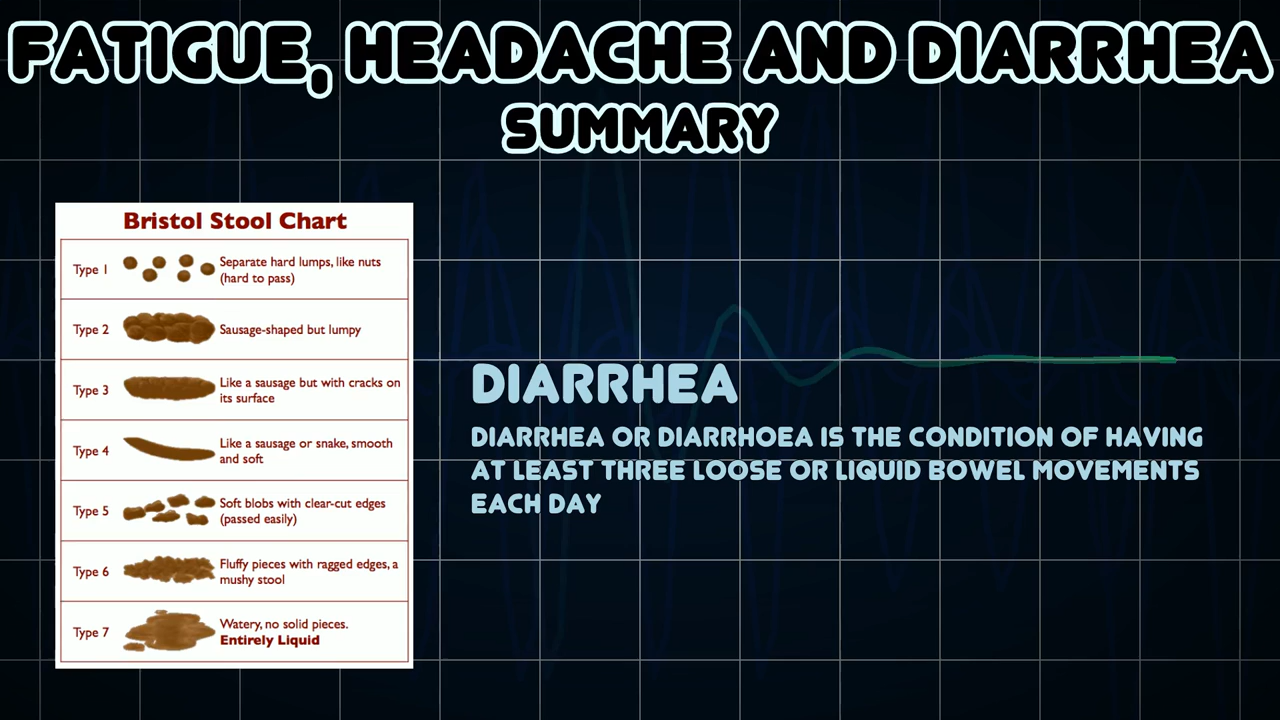 FATIGUE, HEADACHE AND DIARRHEA
SUMMARY
Bristol Stool Chart
Type 1
Separate hard lumps, like nuts
(hard to pass)
Type 2
Sausage-shaped but lumpy
Type 3
Like a sausage but with cracks on
its surface
Type 4
Like a sausage or snake, smooth
and soft
Type 5
Soft blobs with clear-cut edges
(passed easily)
Type 6
Fluffy pieces with ragged edges, a
mushy stool
Type 7
Watery, no solid pieces.
Entirely Liquid
DIARRHEA
DIARRHEA OR DIARRHOEA IS THE CONDITION OF HAVING
AT LEAST THREE LOOSE OR LIQUID BOWEL MOVEMENTS
EACH DAY